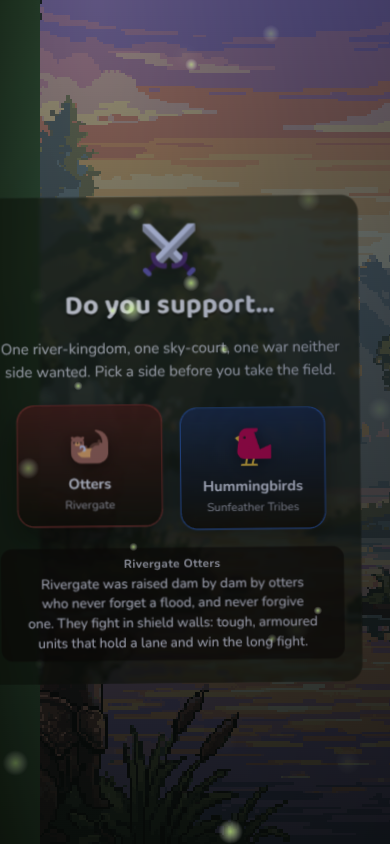 Do you support...
One river-kingdom, one sky-court, one war neither
side wanted. Pick a side before you take the field.
Otters
Rivergate
Hummingbirds
Sunfeather Tribes
Rivergate Otters
Rivergate was raised dam by dam by otters
who never forget a flood, and never forgive
one. They fight in shield walls: tough, armoured
units that hold a lane and win the long fight.